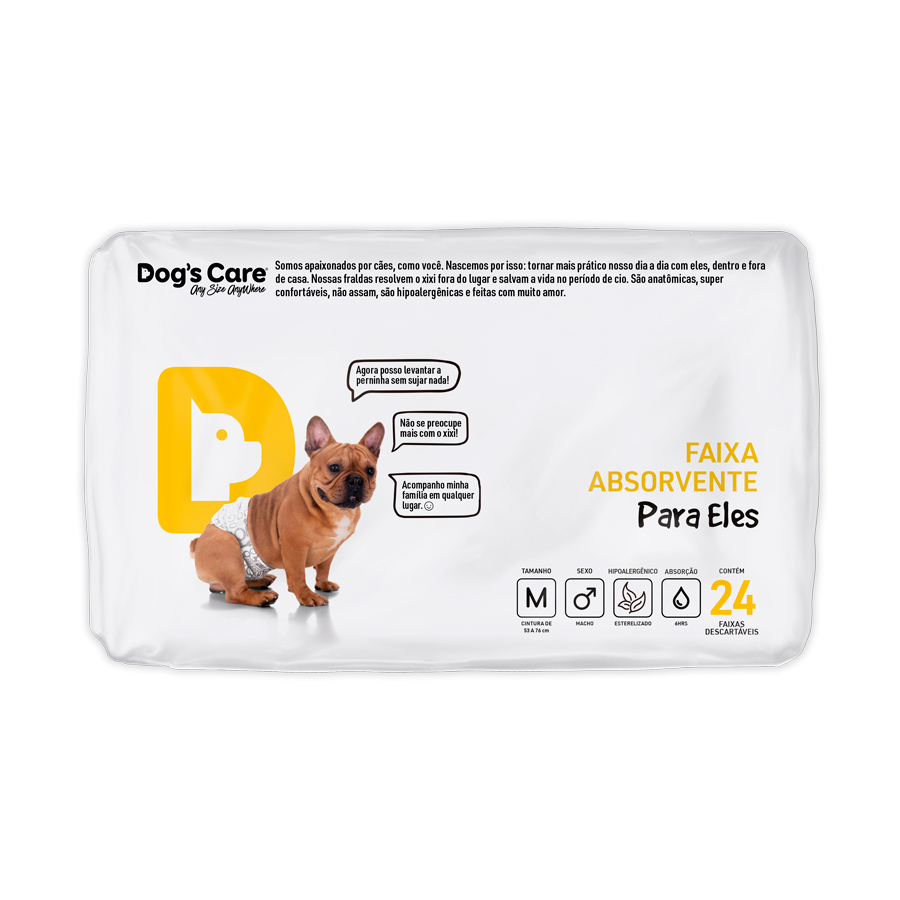 Dog's Care
Any Size AnyWhere
Somos apaixonados por cães, como você. Nascemos por isso: tornar mais prático nosso dia a dia com eles, dentro e fora
de casa. Nossas fraldas resolvem o xixi fora do lugar e salvam a vida no período de cio. São anatômicas, super
confortáveis, não assam, são hipoalergênicas e feitas com muito amor.
Agora posso levantar a
perninha sem sujar nada!
Não se preocupe
mais com o xixi!
Acompanho minha
família em qualquer
lugar. ☺
FAIXA
ABSORVENTE
Para Eles
TAMANHO SEXO HIPOALERGÊNICO ABSORÇÃO CONTÉM
M 24
CINTURA DE MACHO ESTERELIZADO 6HRS FAIXAS
53 A 76 cm DESCARTÁVEIS